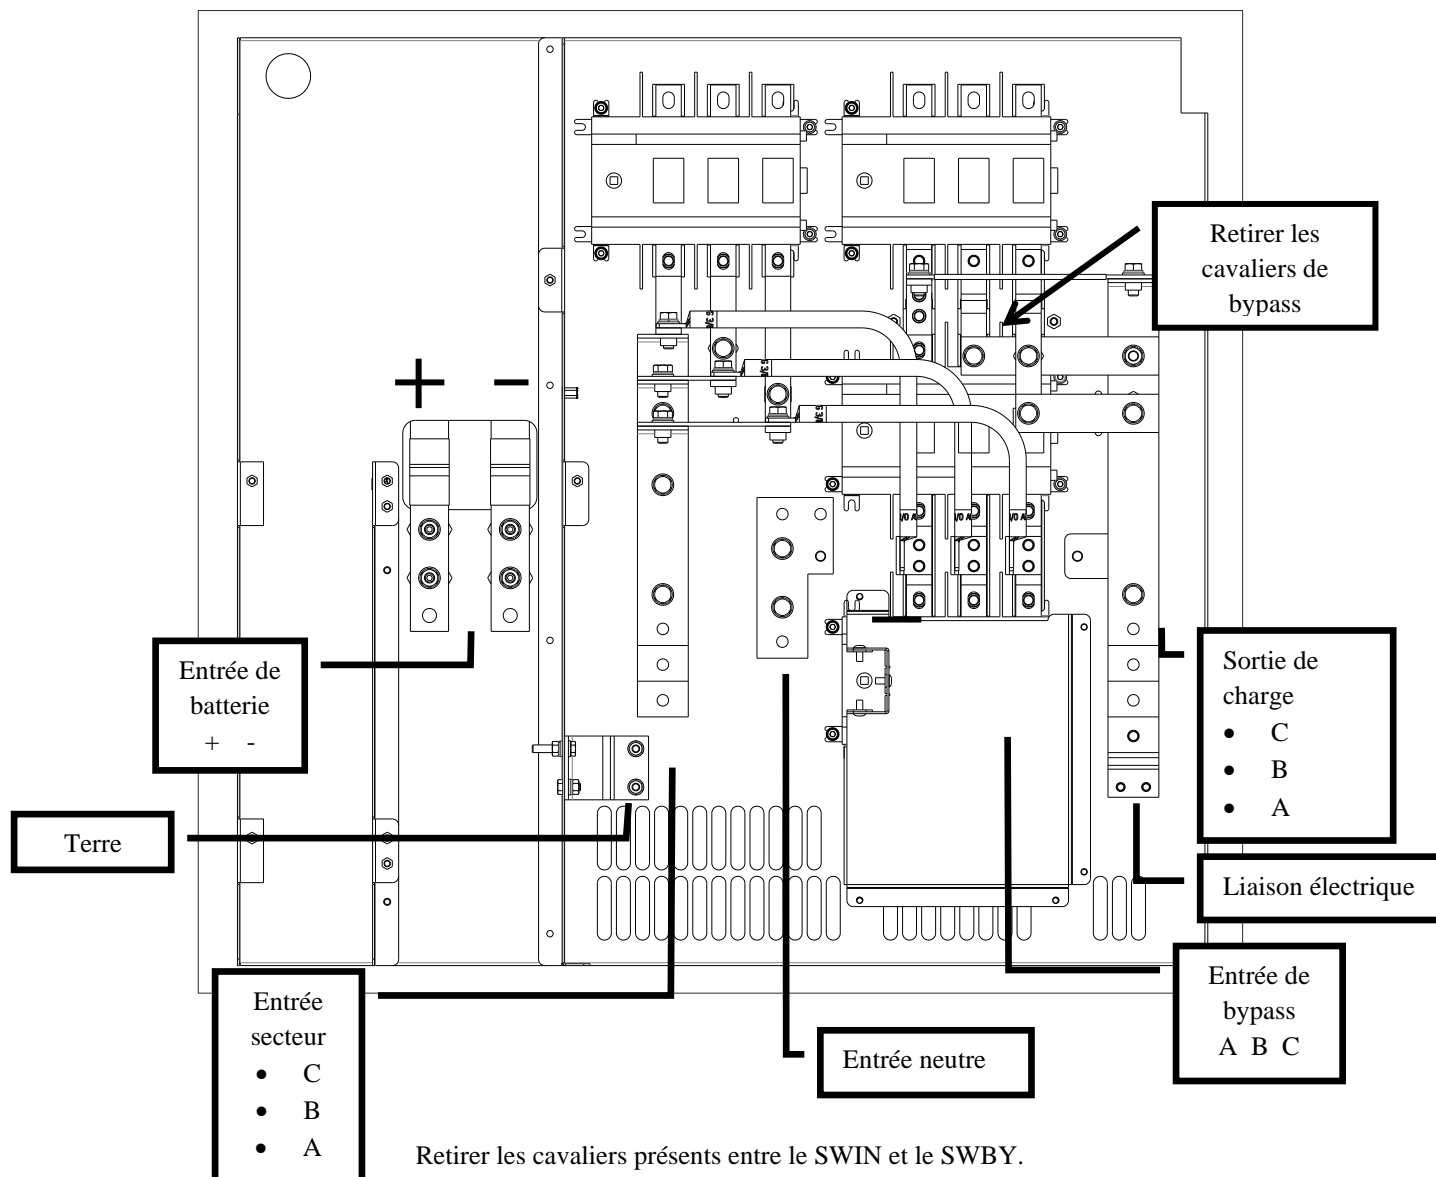 Retirer les
cavaliers de
bypass
+ -
Entrée de
batterie
+ -
Terre
Sortie de
charge
• C
• B
• A
Liaison électrique
Entrée
secteur
• C
• B
• A
Entrée neutre
Entrée de
bypass
A B C
Retirer les cavaliers présents entre le SWIN et le SWBY.